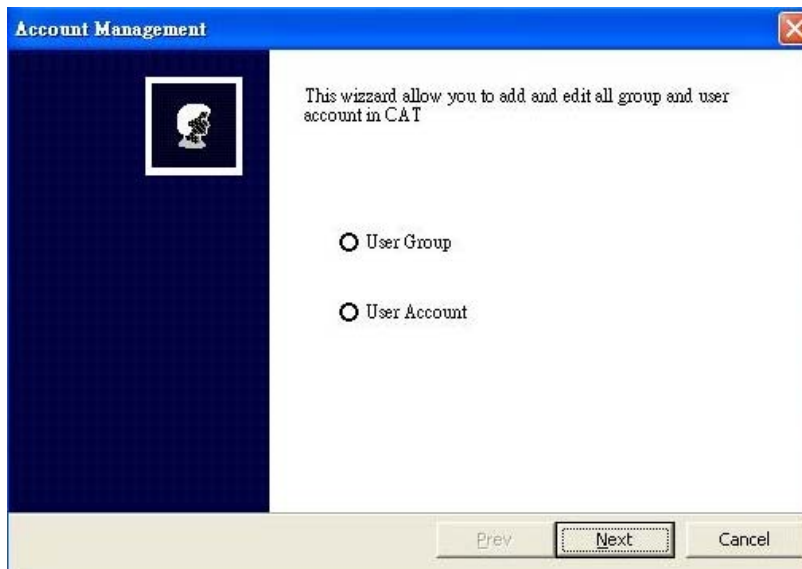 Account Management
This wizzard allow you to add and edit all group and user
account in CAT
User Group
User Account
Prev
Next
Cancel